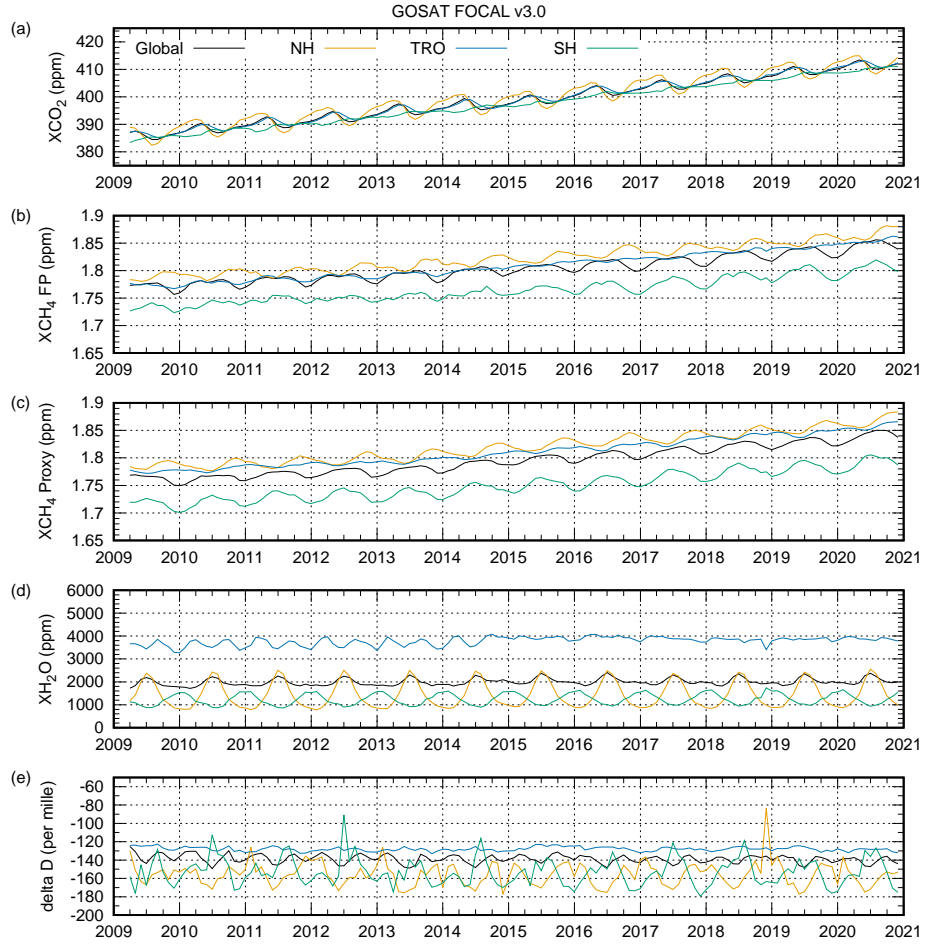 GOSAT FOCAL v3.0
(a)
Global NH TRO SH
XCO₂ (ppm)
420
410
400
390
380
2009 2010 2011 2012 2013 2014 2015 2016 2017 2018 2019 2020 2021
(b)
XCH₄ FP (ppm)
1.9
1.85
1.8
1.75
1.7
1.65
2009 2010 2011 2012 2013 2014 2015 2016 2017 2018 2019 2020 2021
(c)
XCH₄ Proxy (ppm)
1.9
1.85
1.8
1.75
1.7
1.65
2009 2010 2011 2012 2013 2014 2015 2016 2017 2018 2019 2020 2021
(d)
XH₂O (ppm)
6000
5000
4000
3000
2000
1000
0
2009 2010 2011 2012 2013 2014 2015 2016 2017 2018 2019 2020 2021
(e)
delta D (per mille)
-60
-80
-100
-120
-140
-160
-180
-200
2009 2010 2011 2012 2013 2014 2015 2016 2017 2018 2019 2020 2021